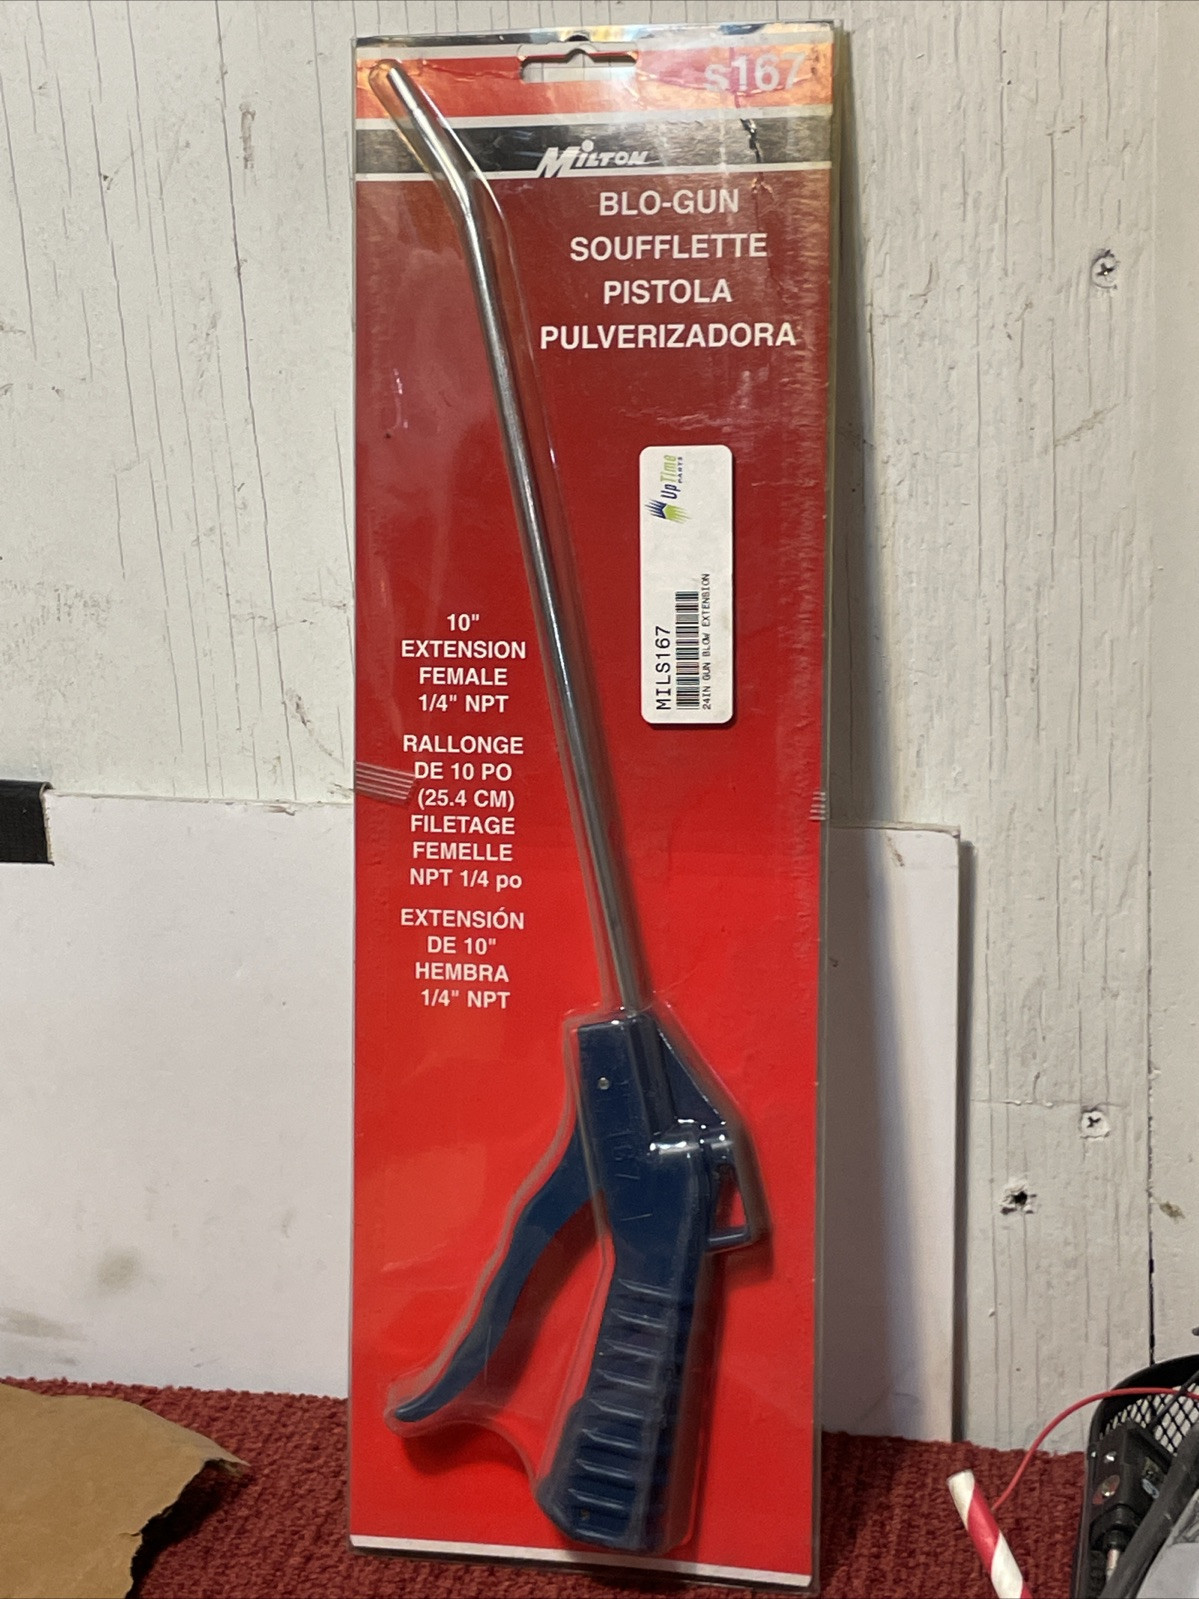 s167
MILTON
BLO-GUN
SOUFFLETTE
PISTOLA
PULVERIZADORA
UpTime
PARTS
MILS167
24IN GUN BLOW EXTENSION
10"
EXTENSION
FEMALE
1/4" NPT
RALLONGE
DE 10 PO
(25.4 CM)
FILETAGE
FEMELLE
NPT 1/4 po
EXTENSIÓN
DE 10"
HEMBRA
1/4" NPT